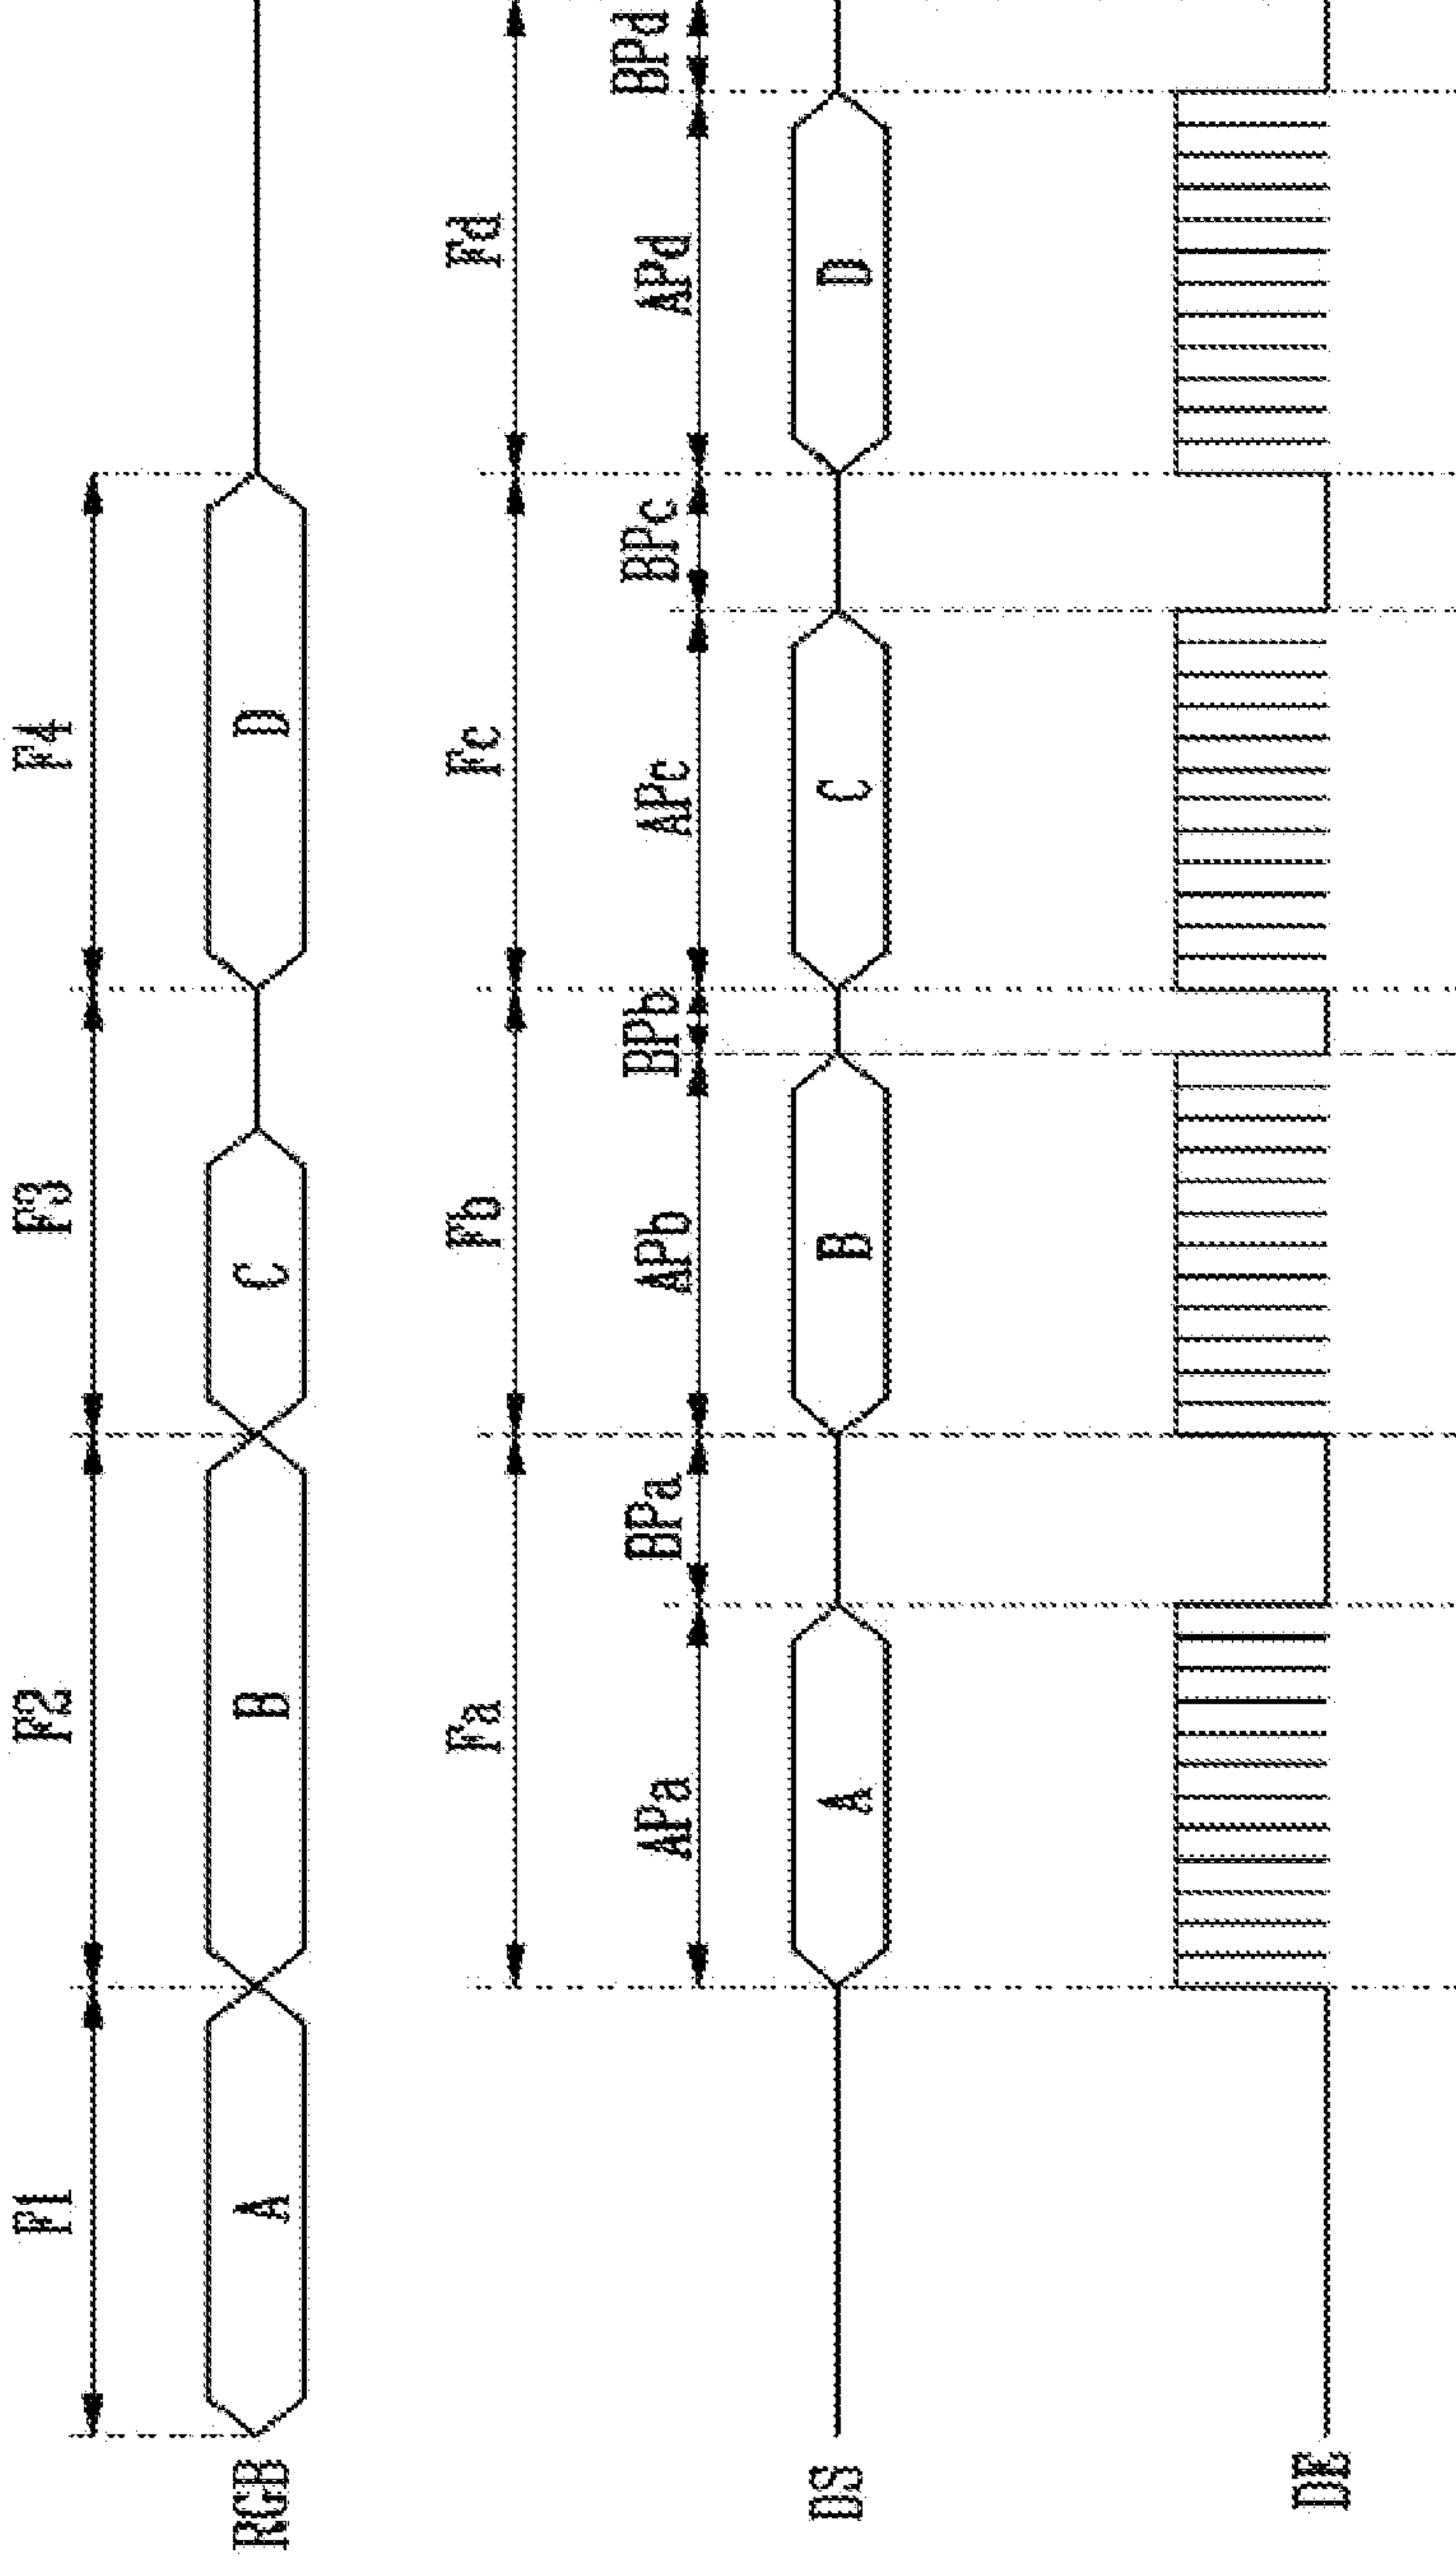 F1 F2 F3 F4
RGB A B C D
Fa Fb Fc Fd
APa BPa APb BPb APc BPc APd BPd
DS A B C D
DE